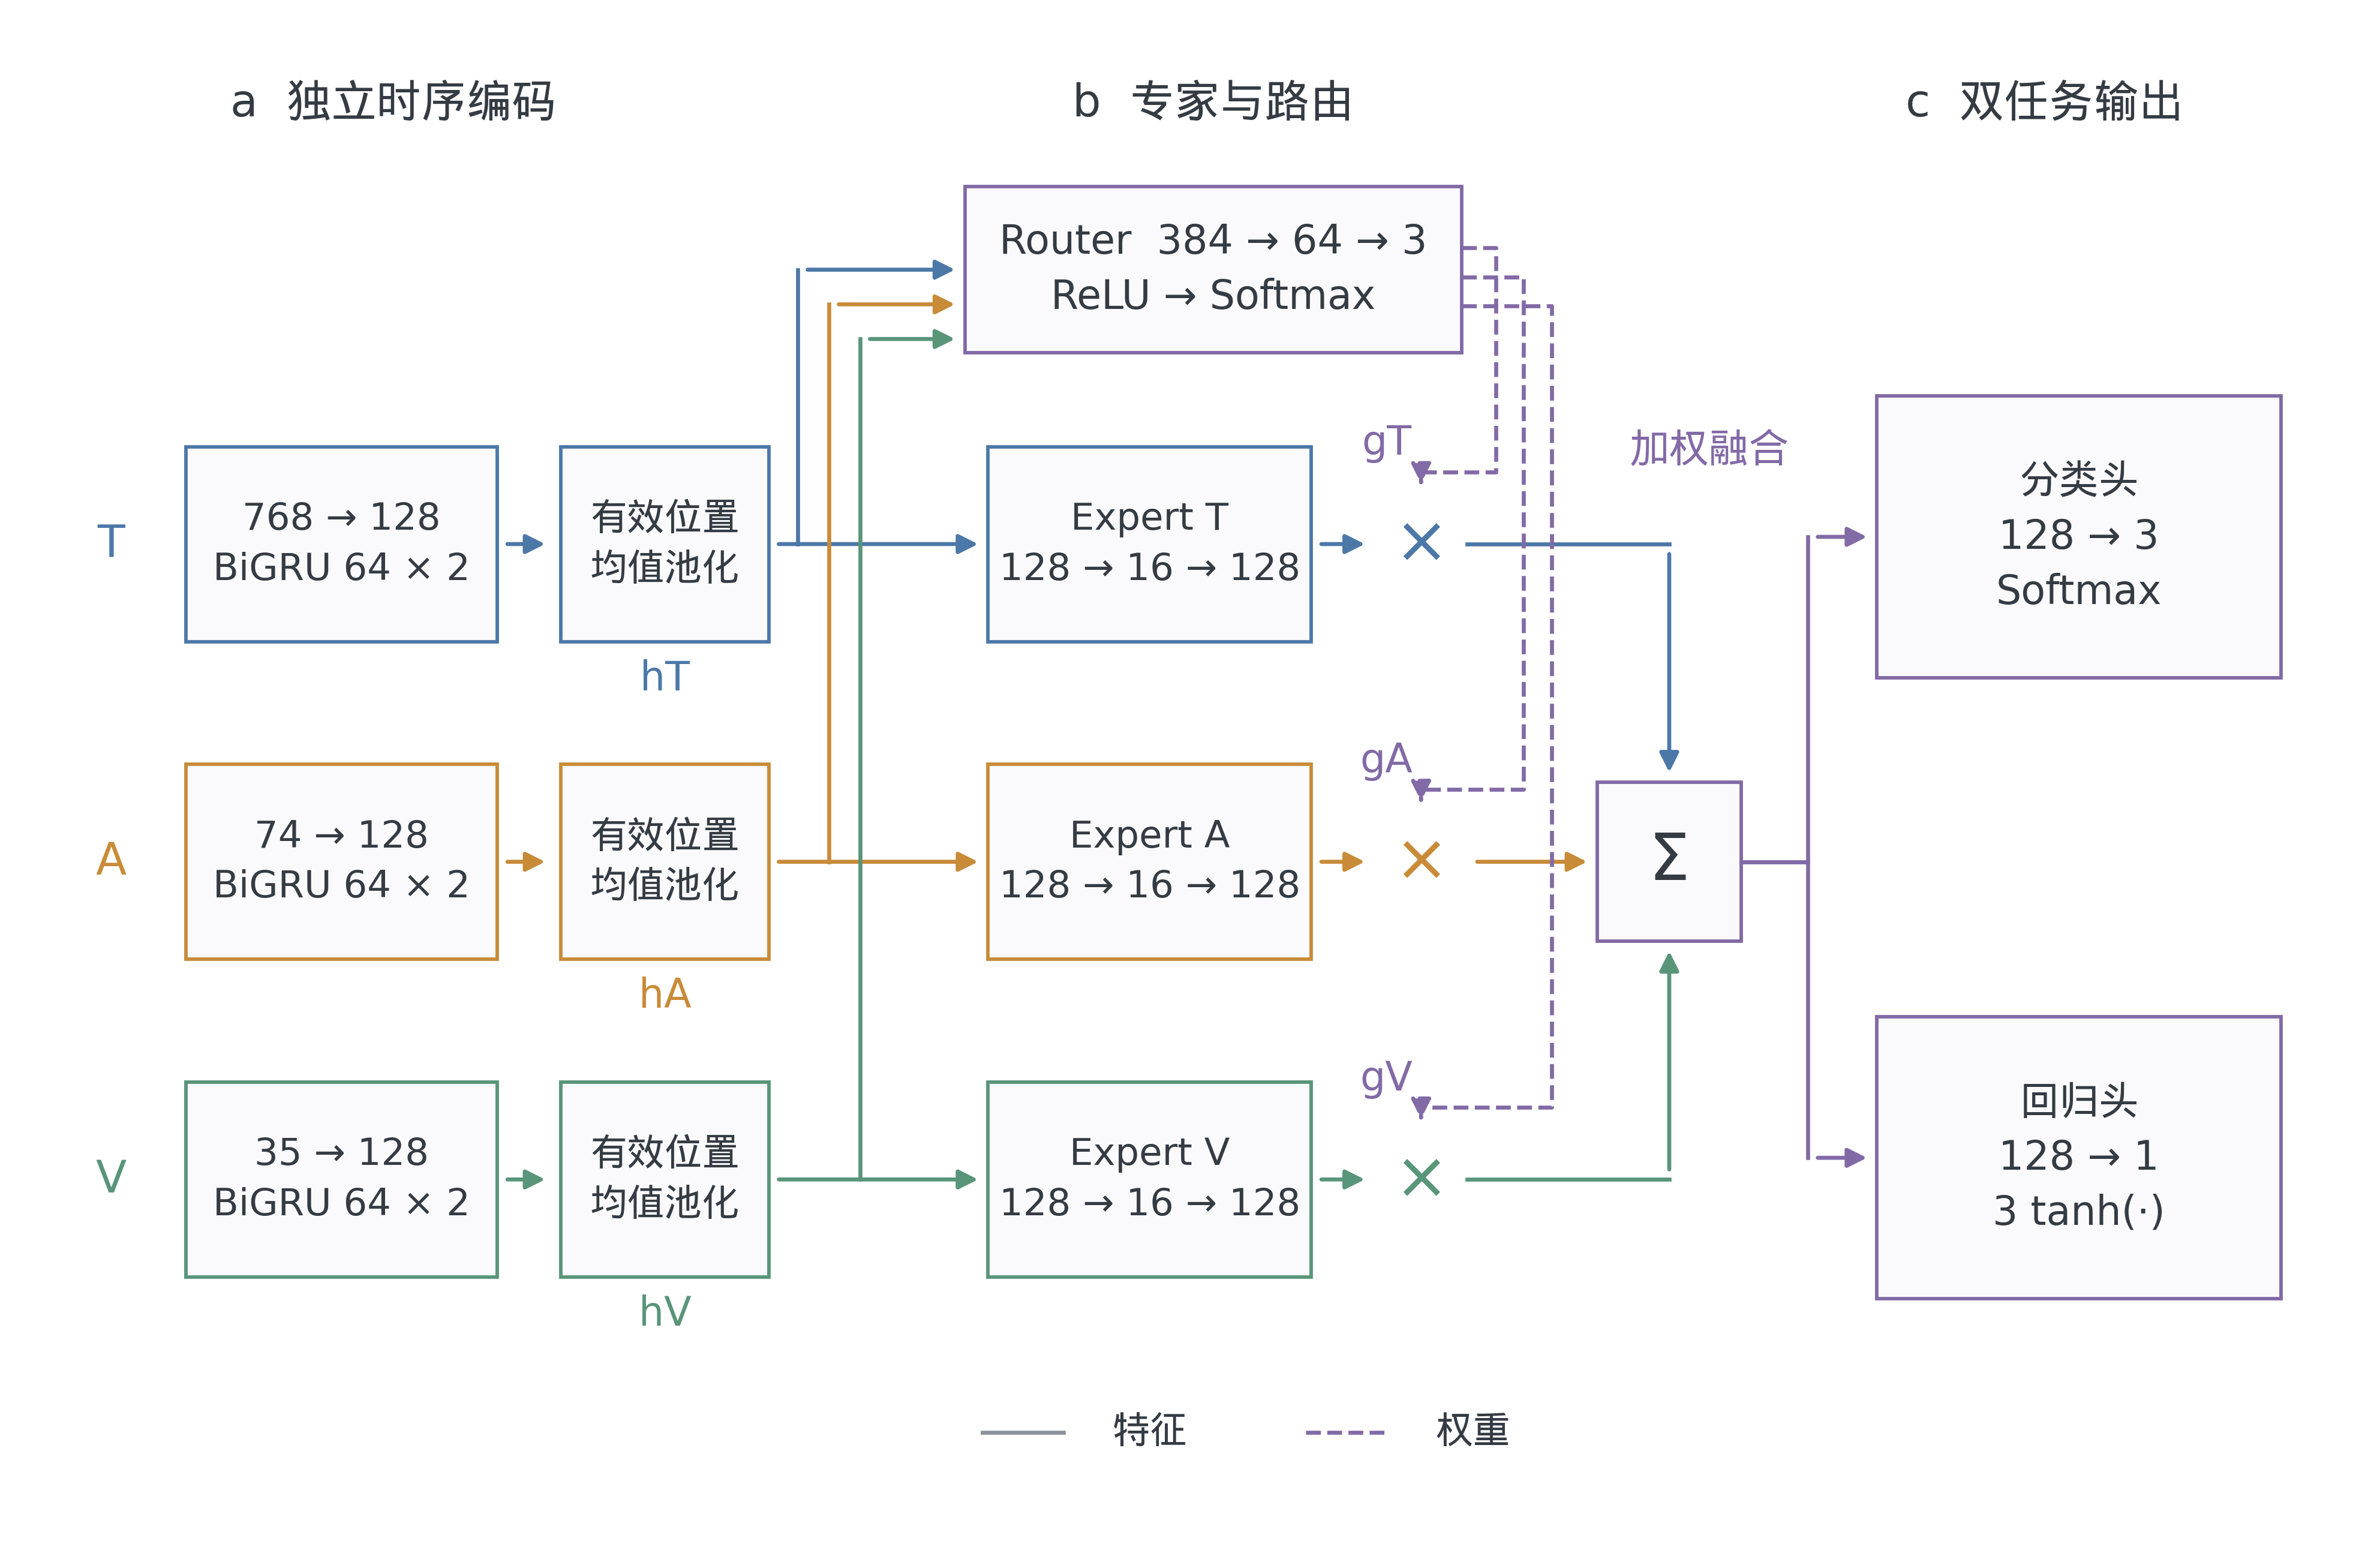 a 独立时序编码
b 专家与路由
c 双任务输出
Router 384 → 64 → 3
ReLU → Softmax
T
768 → 128
BiGRU 64 × 2
有效位置
均值池化
hT
Expert T
128 → 16 → 128
gT
×
加权融合
分类头
128 → 3
Softmax
A
74 → 128
BiGRU 64 × 2
有效位置
均值池化
hA
Expert A
128 → 16 → 128
gA
×
Σ
V
35 → 128
BiGRU 64 × 2
有效位置
均值池化
hV
Expert V
128 → 16 → 128
gV
×
回归头
128 → 1
3 tanh(·)
特征
权重